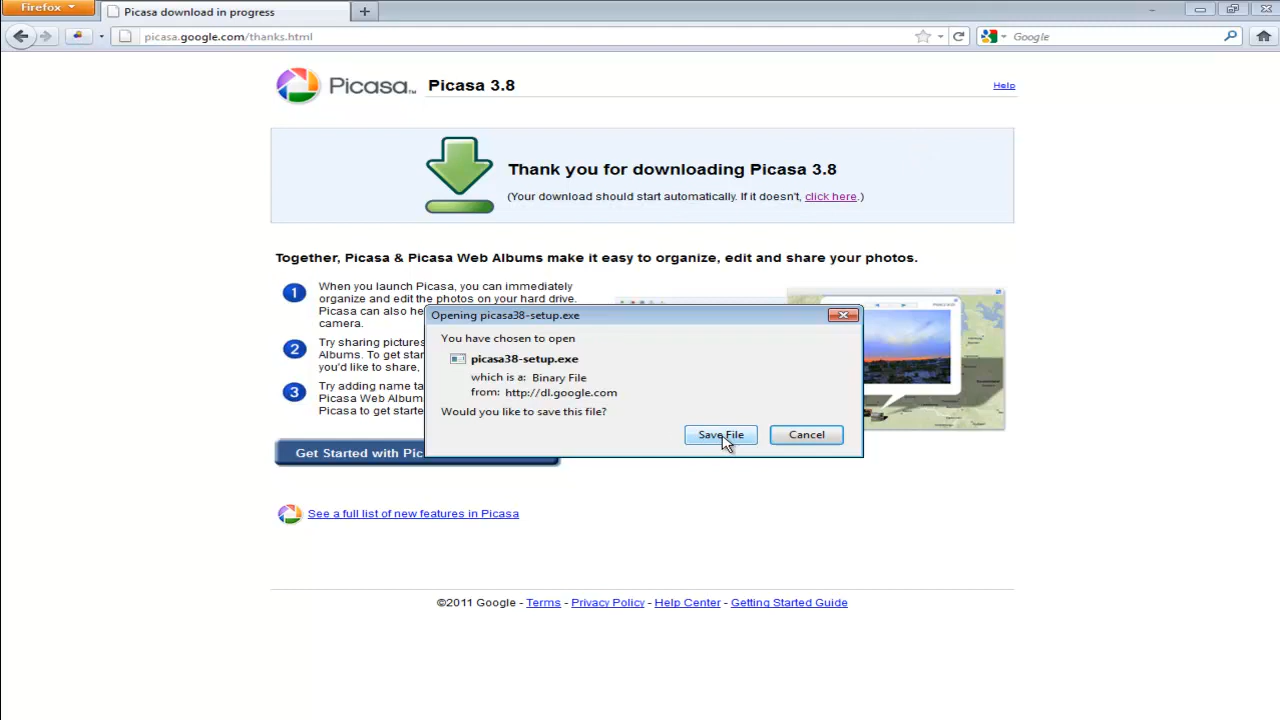 Firefox
Picasa download in progress
picasa.google.com/thanks.html
Google
Picasa™
Picasa 3.8
Help
Thank you for downloading Picasa 3.8
(Your download should start automatically. If it doesn't, click here.)
Together, Picasa & Picasa Web Albums make it easy to organize, edit and share your photos.
1
When you launch Picasa, you can immediately
organize and edit the photos on your hard drive.
Picasa can also he
camera.
2
Try sharing pictures
Albums. To get star
you'd like to share,
3
Try adding name ta
Picasa Web Albums
Picasa to get starte
Get Started with Pic
Opening picasa38-setup.exe
You have chosen to open
picasa38-setup.exe
which is a: Binary File
from: http://dl.google.com
Would you like to save this file?
Save File
Cancel
See a full list of new features in Picasa
©2011 Google - Terms - Privacy Policy - Help Center - Getting Started Guide